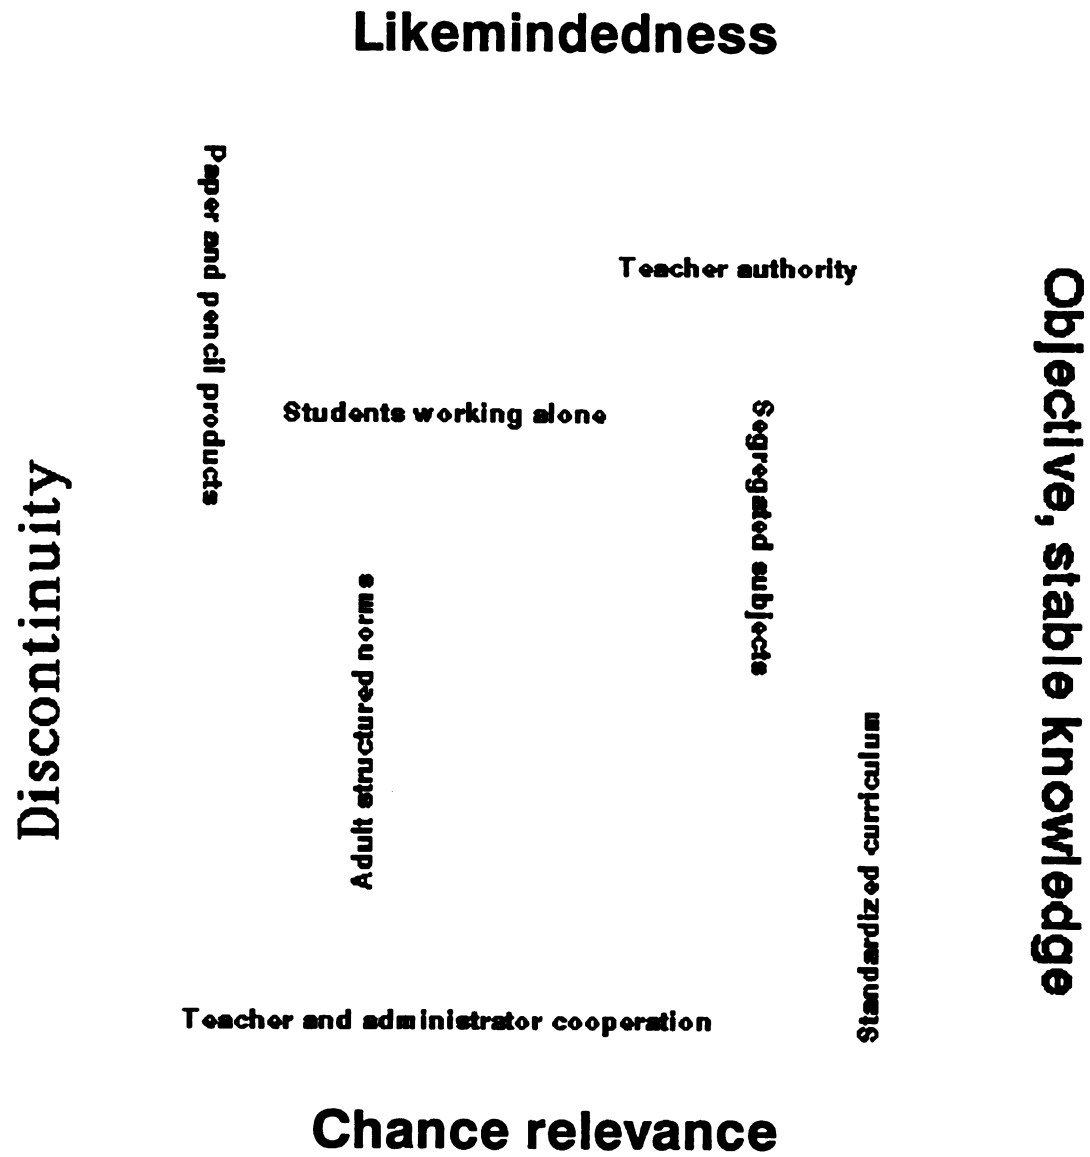 Likemindedness
Paper and pencil products
Teacher authority
Objective, stable knowledge
Students working alone
Segregated subjects
Discontinuity
Adult structured norms
Standardized curriculum
Teacher and administrator cooperation
Chance relevance